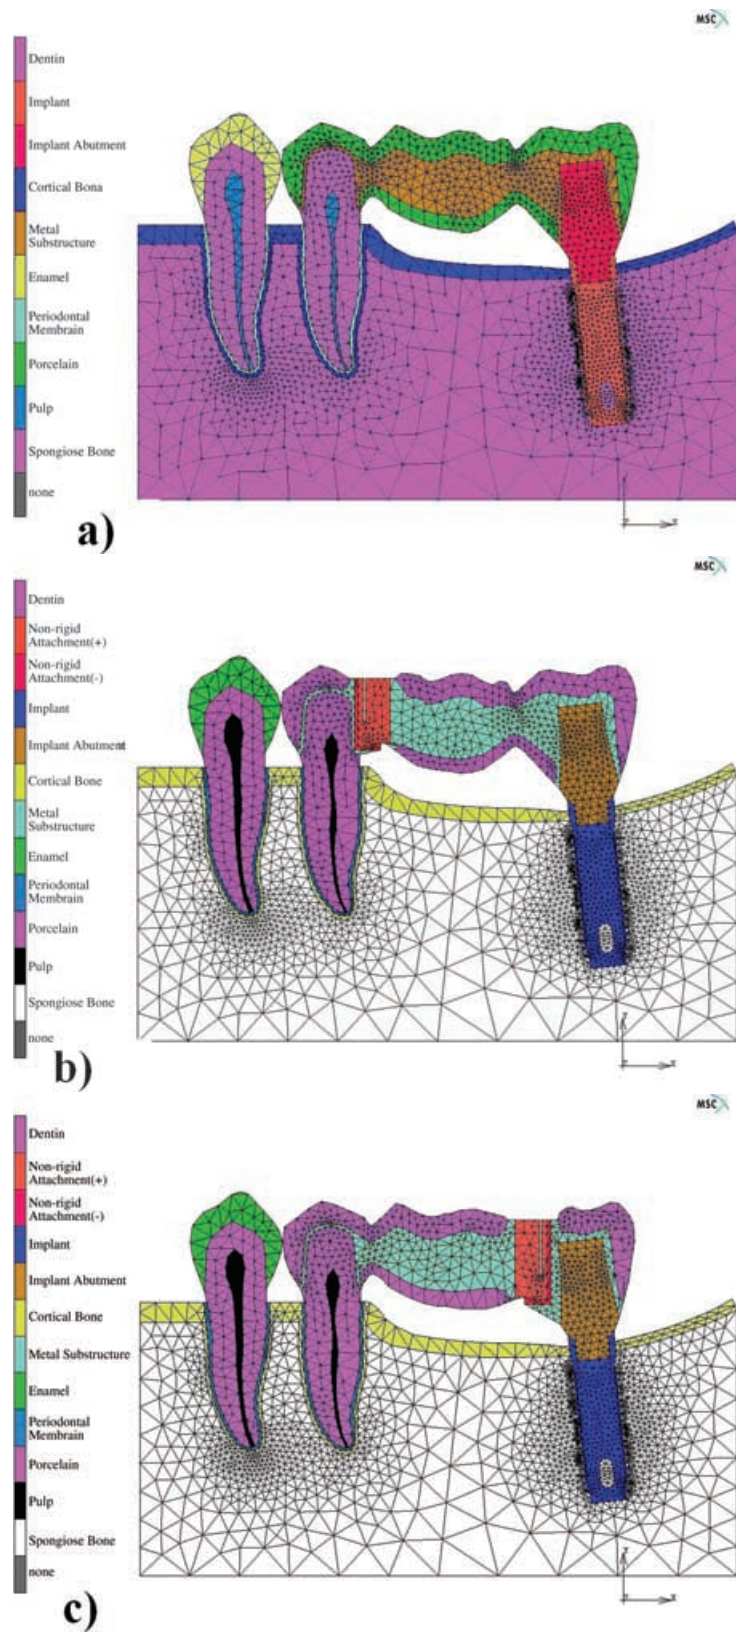 MSC
Dentin
Implant
Implant Abutment
Cortical Bona
Metal
Substructure
Enamel
Periodontal
Membrain
Porcelain
Pulp
Spongiose Bone
none
a)
MSC
Dentin
Non-rigid
Attachment(+)
Non-rigid
Attachment(-)
Implant
Implant Abutment
Cortical Bone
Metal
Substructure
Enamel
Periodontal
Membrain
Porcelain
Pulp
Spongiose Bone
none
b)
MSC
Dentin
Non-rigid
Attachment(+)
Non-rigid
Attachment(-)
Implant
Implant Abutment
Cortical Bone
Metal Substructure
Enamel
Periodontal
Membrain
Porcelain
Pulp
Spongiose Bone
none
c)